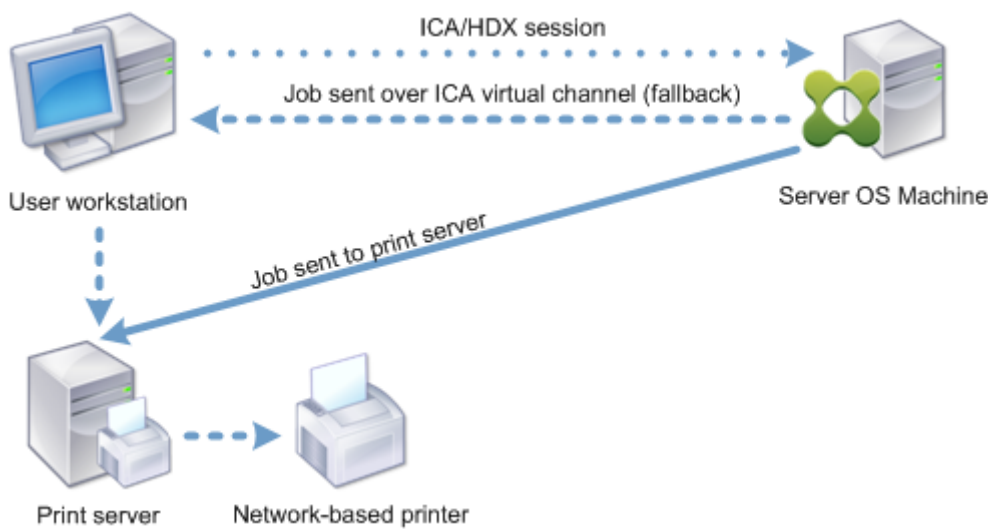 ICA/HDX session
Job sent over ICA virtual channel (fallback)
User workstation
Server OS Machine
Job sent to print server
Print server
Network-based printer